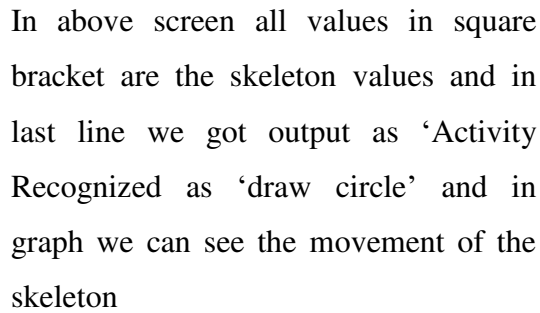 In above screen all values in square
bracket are the skeleton values and in
last line we got output as ‘Activity
Recognized as ‘draw circle’ and in
graph we can see the movement of the
skeleton